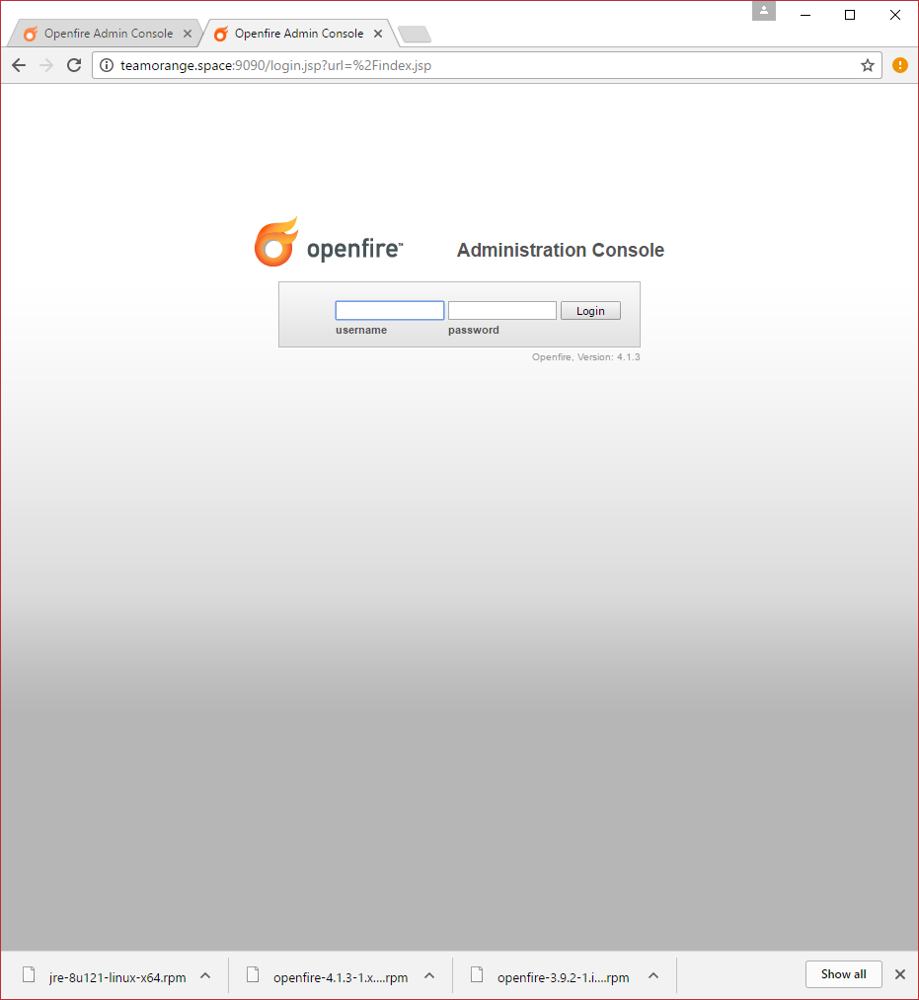 Openfire Admin Console
Openfire Admin Console
teamorange.space:9090/login.jsp?url=%2Findex.jsp
openfire™
Administration Console
Login
username
password
Openfire, Version: 4.1.3
jre-8u121-linux-x64.rpm
openfire-4.1.3-1.x....rpm
openfire-3.9.2-1.i....rpm
Show all